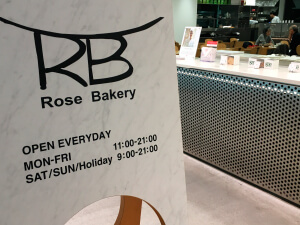 RB
Rose Bakery
OPEN EVERYDAY
MON-FRI 11:00-21:00
SAT/SUN/Holiday 9:00-21:00